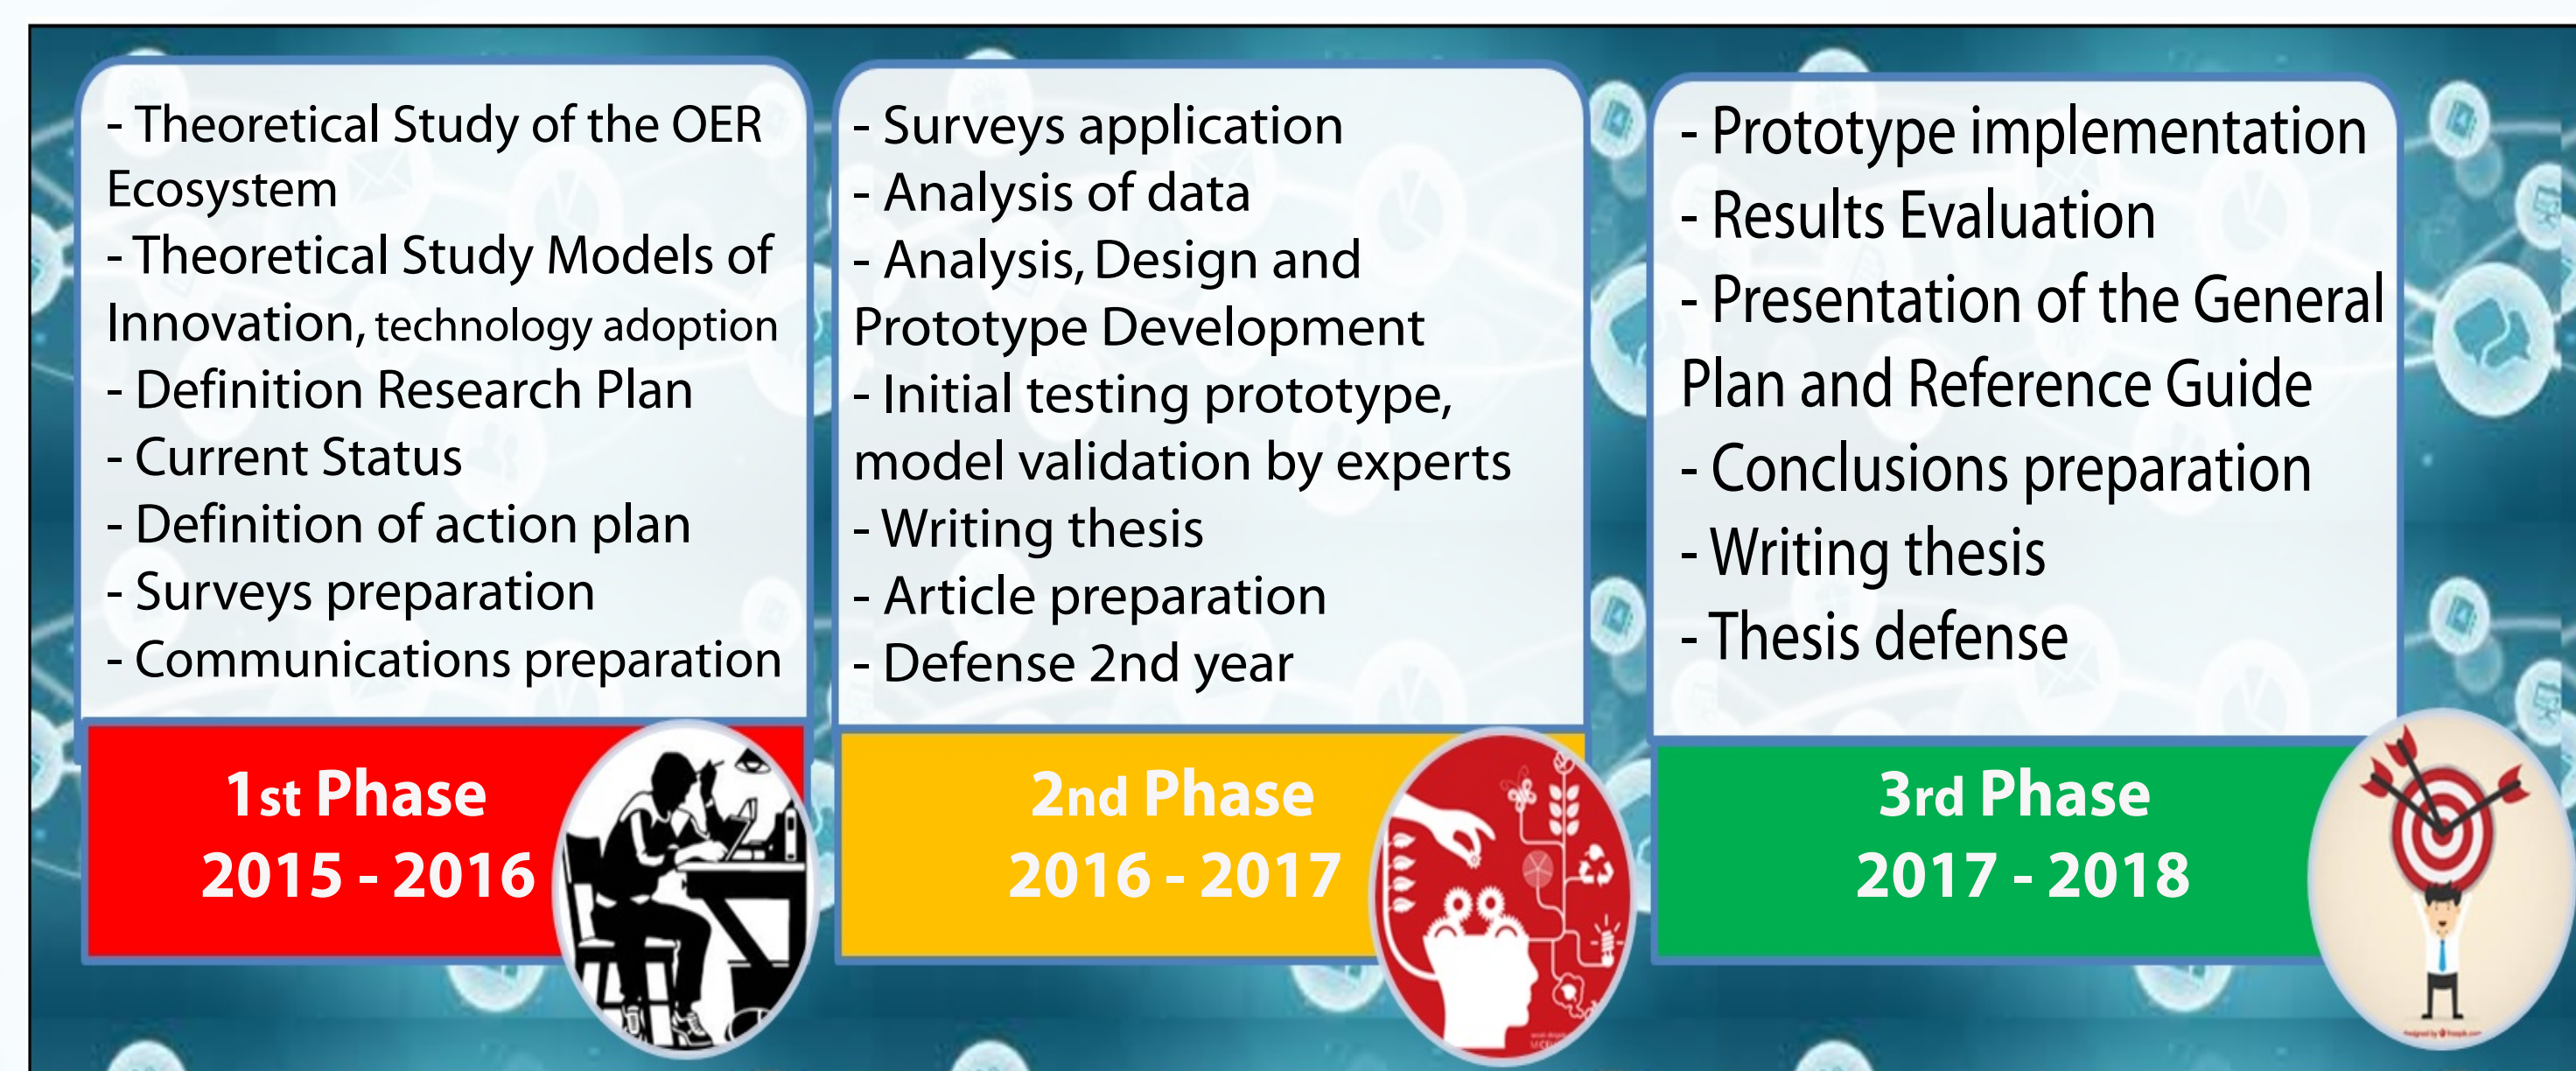 - Theoretical Study of the OER
Ecosystem
- Theoretical Study Models of
Innovation, technology adoption
- Definition Research Plan
- Current Status
- Definition of action plan
- Surveys preparation
- Communications preparation
1st Phase
2015 - 2016
- Surveys application
- Analysis of data
- Analysis, Design and
Prototype Development
- Initial testing prototype,
model validation by experts
- Writing thesis
- Article preparation
- Defense 2nd year
2nd Phase
2016 - 2017
- Prototype implementation
- Results Evaluation
- Presentation of the General
Plan and Reference Guide
- Conclusions preparation
- Writing thesis
- Thesis defense
3rd Phase
2017 - 2018
designed by freepik.com